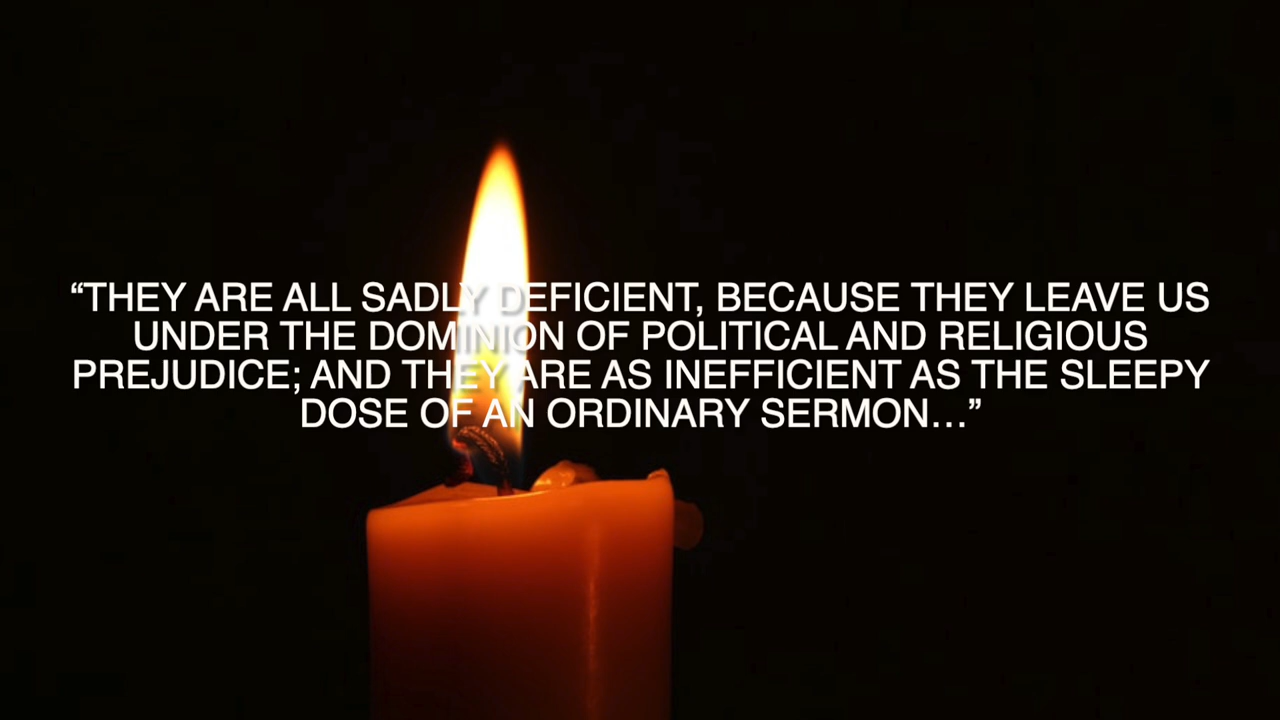 “THEY ARE ALL SADLY DEFICIENT, BECAUSE THEY LEAVE US
UNDER THE DOMINION OF POLITICAL AND RELIGIOUS
PREJUDICE; AND THEY ARE AS INEFFICIENT AS THE SLEEPY
DOSE OF AN ORDINARY SERMON…”